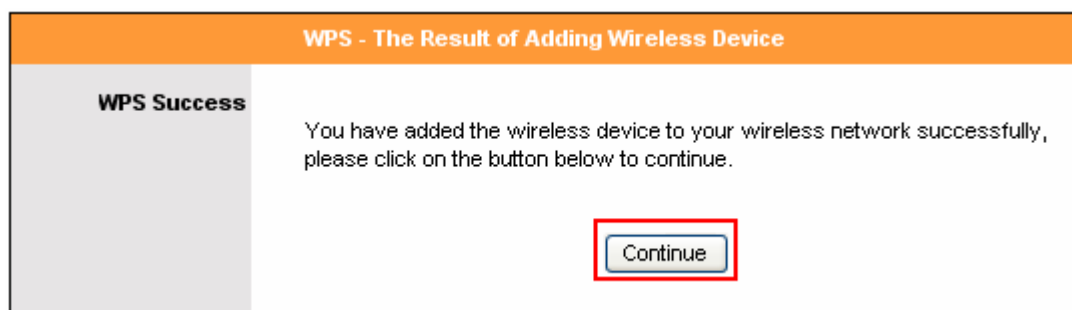 WPS - The Result of Adding Wireless Device
WPS Success
You have added the wireless device to your wireless network successfully,
please click on the button below to continue.
Continue